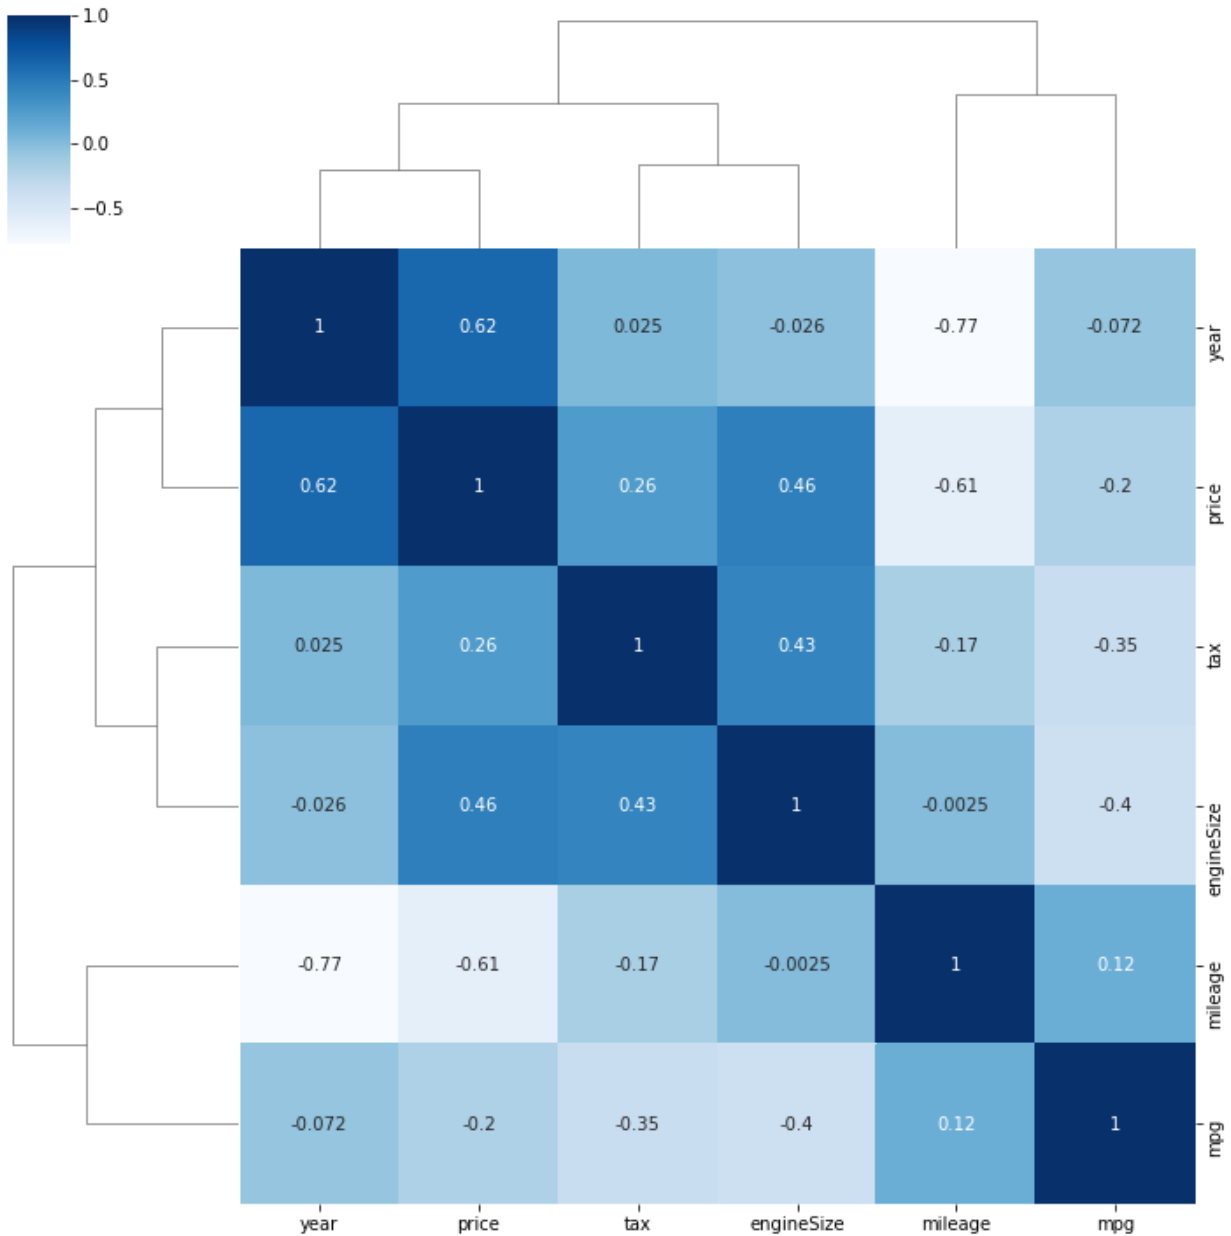 1.0
0.5
0.0
−0.5
1 0.62 0.025 -0.026 -0.77 -0.072 year
0.62 1 0.26 0.46 -0.61 -0.2 price
0.025 0.26 1 0.43 -0.17 -0.35 tax
-0.026 0.46 0.43 1 -0.0025 -0.4 engineSize
-0.77 -0.61 -0.17 -0.0025 1 0.12 mileage
-0.072 -0.2 -0.35 -0.4 0.12 1 mpg
year price tax engineSize mileage mpg